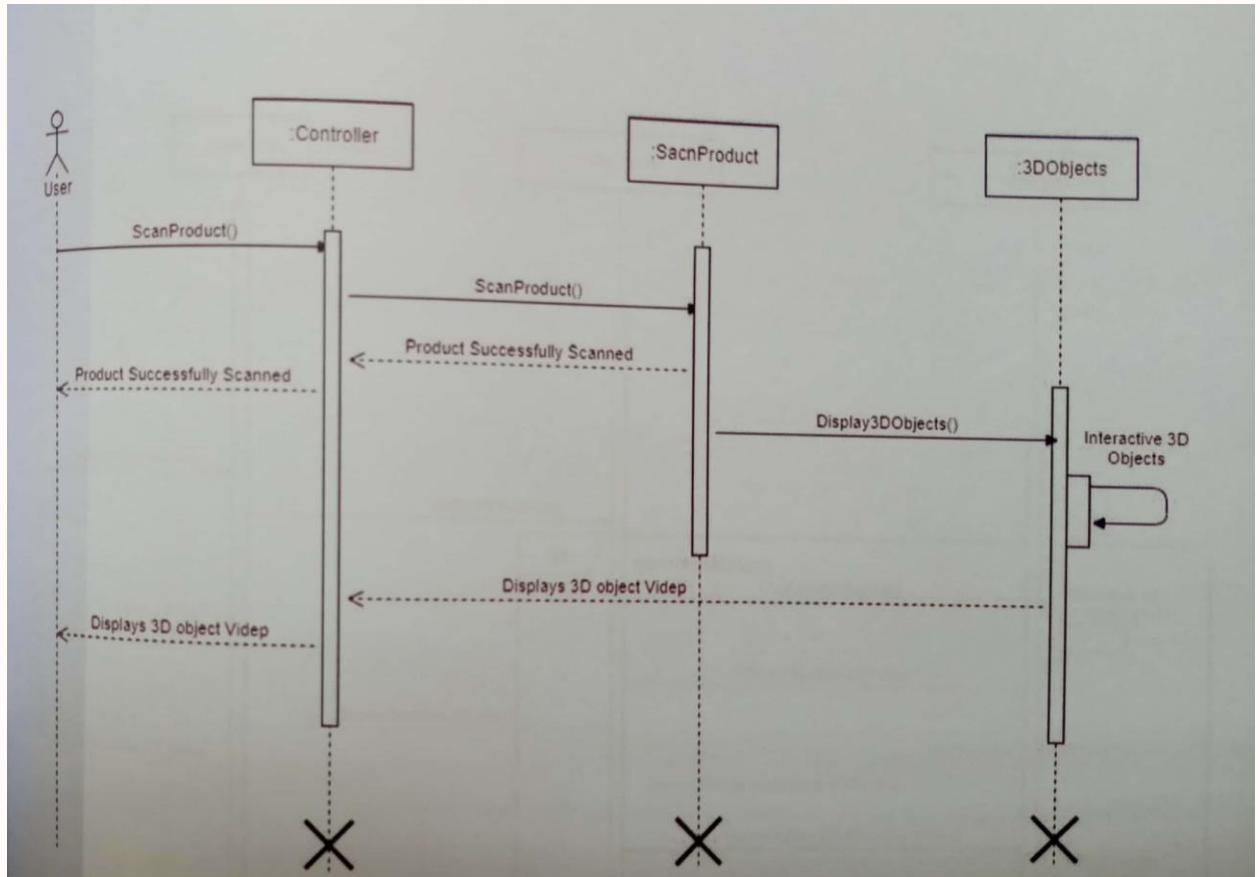 :Controller
:SacnProduct
:3DObjects
User
ScanProduct()
ScanProduct()
Product Successfully Scanned
Product Successfully Scanned
Display3DObjects()
Interactive 3D
Objects
Displays 3D object Videp
Displays 3D object Videp